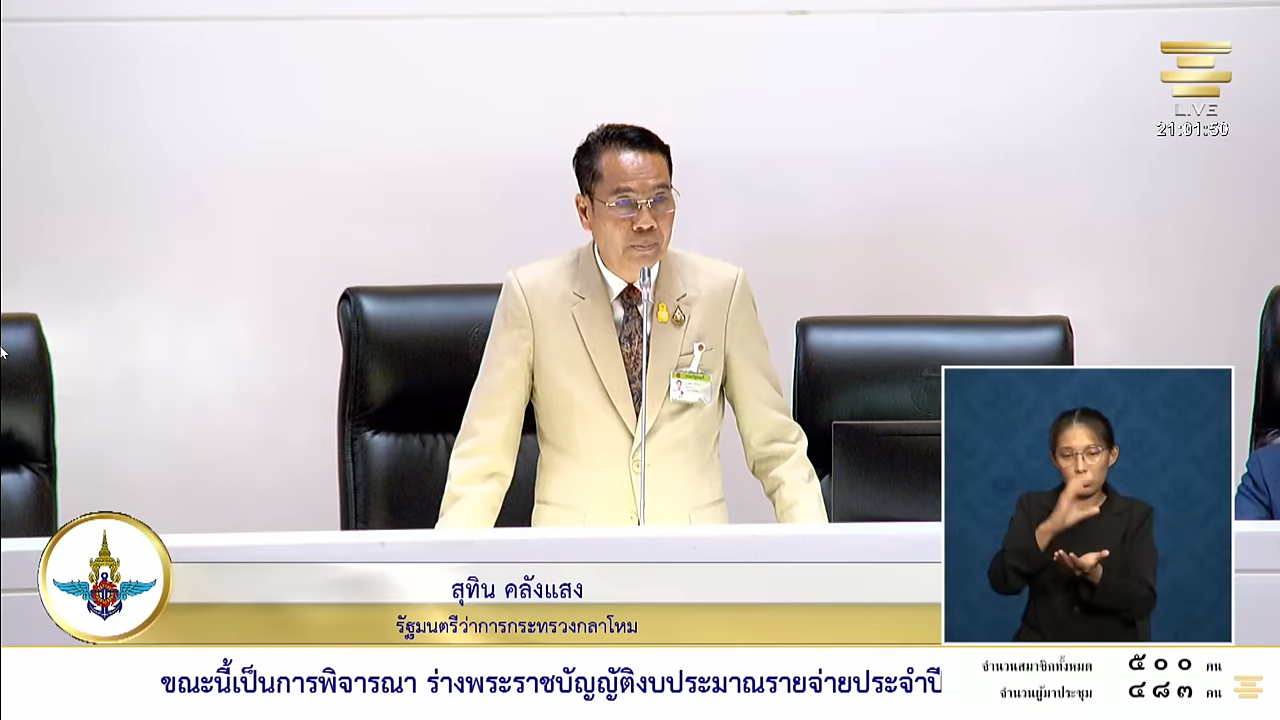 LIVE
21:01:50
สุทิน คลังแสง
รัฐมนตรีว่าการกระทรวงกลาโหม
ขณะนี้เป็นการพิจารณา ร่างพระราชบัญญัติงบประมาณรายจ่ายประจำปี
จำนวนสมาชิกทั้งหมด ๕๐๐ คน
จำนวนผู้มาประชุม ๔๘๓ คน